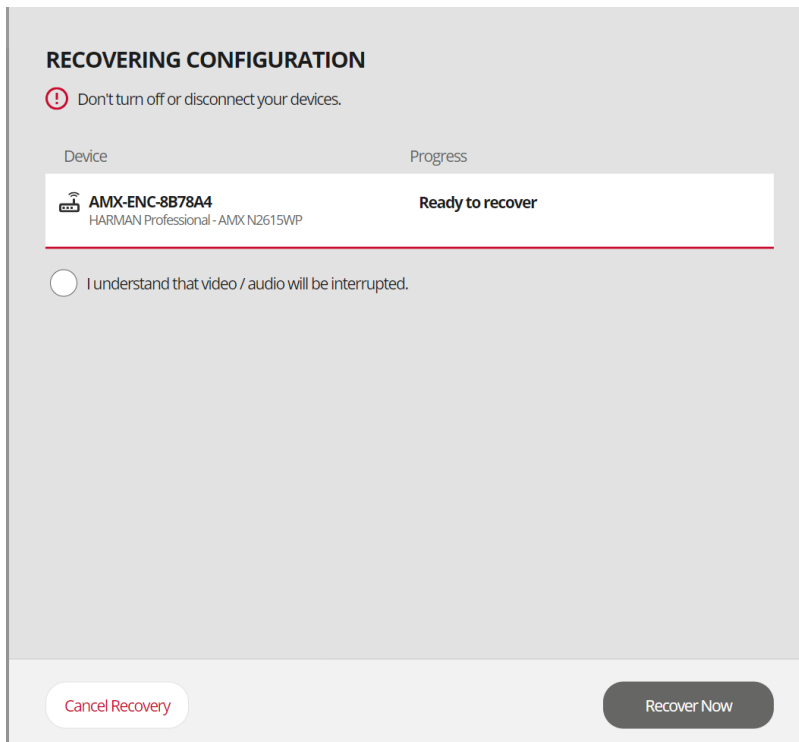 RECOVERING CONFIGURATION
Don't turn off or disconnect your devices.
Device Progress
AMX-ENC-8B78A4 Ready to recover
HARMAN Professional - AMX N2615WP
I understand that video / audio will be interrupted.
Cancel Recovery Recover Now